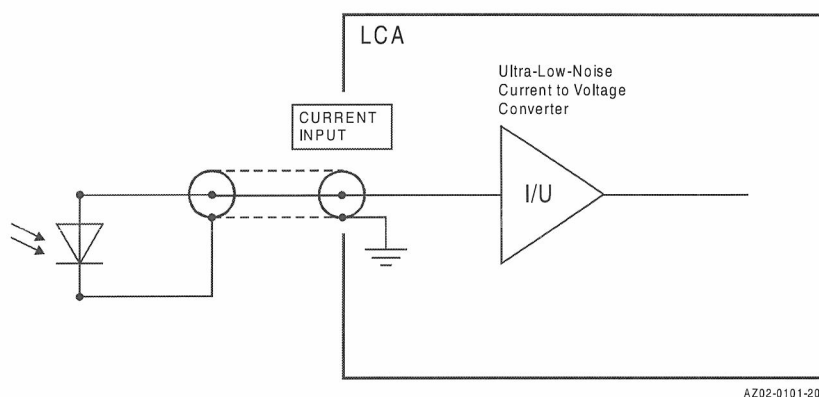 LCA
Ultra-Low-Noise
Current to Voltage
Converter
CURRENT
INPUT
I/U
AZ02-0101-20